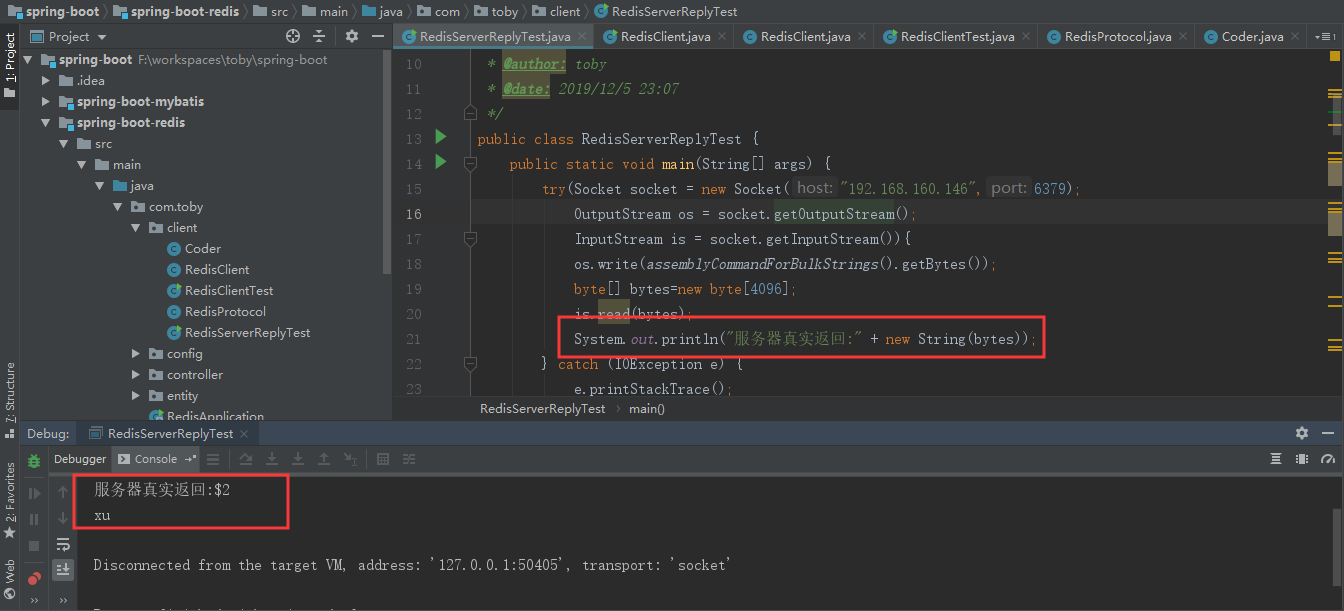 spring-boot spring-boot-redis src main java com toby client RedisServerReplyTest
1: Project
Project
RedisServerReplyTest.java RedisClient.java RedisClient.java RedisClientTest.java RedisProtocol.java Coder.java
spring-boot F:\workspaces\toby\spring-boot
.idea
spring-boot-mybatis
spring-boot-redis
src
main
java
com.toby
client
Coder
RedisClient
RedisClientTest
RedisProtocol
RedisServerReplyTest
config
controller
entity
RedisApplication
10 * @author: toby
11 * @date: 2019/12/5 23:07
12 */
13 public class RedisServerReplyTest {
14 public static void main(String[] args) {
15 try(Socket socket = new Socket( host: "192.168.160.146", port: 6379);
16 OutputStream os = socket.getOutputStream();
17 InputStream is = socket.getInputStream()){
18 os.write(assemblyCommandForBulkStrings().getBytes());
19 byte[] bytes=new byte[4096];
20 is.read(bytes);
21 System.out.println("服务器真实返回:" + new String(bytes));
22 } catch (IOException e) {
23 e.printStackTrace();
RedisServerReplyTest main()
7: Structure
2: Favorites
Web
Debug: RedisServerReplyTest
Debugger Console
服务器真实返回:$2
xu
Disconnected from the target VM, address: '127.0.0.1:50405', transport: 'socket'